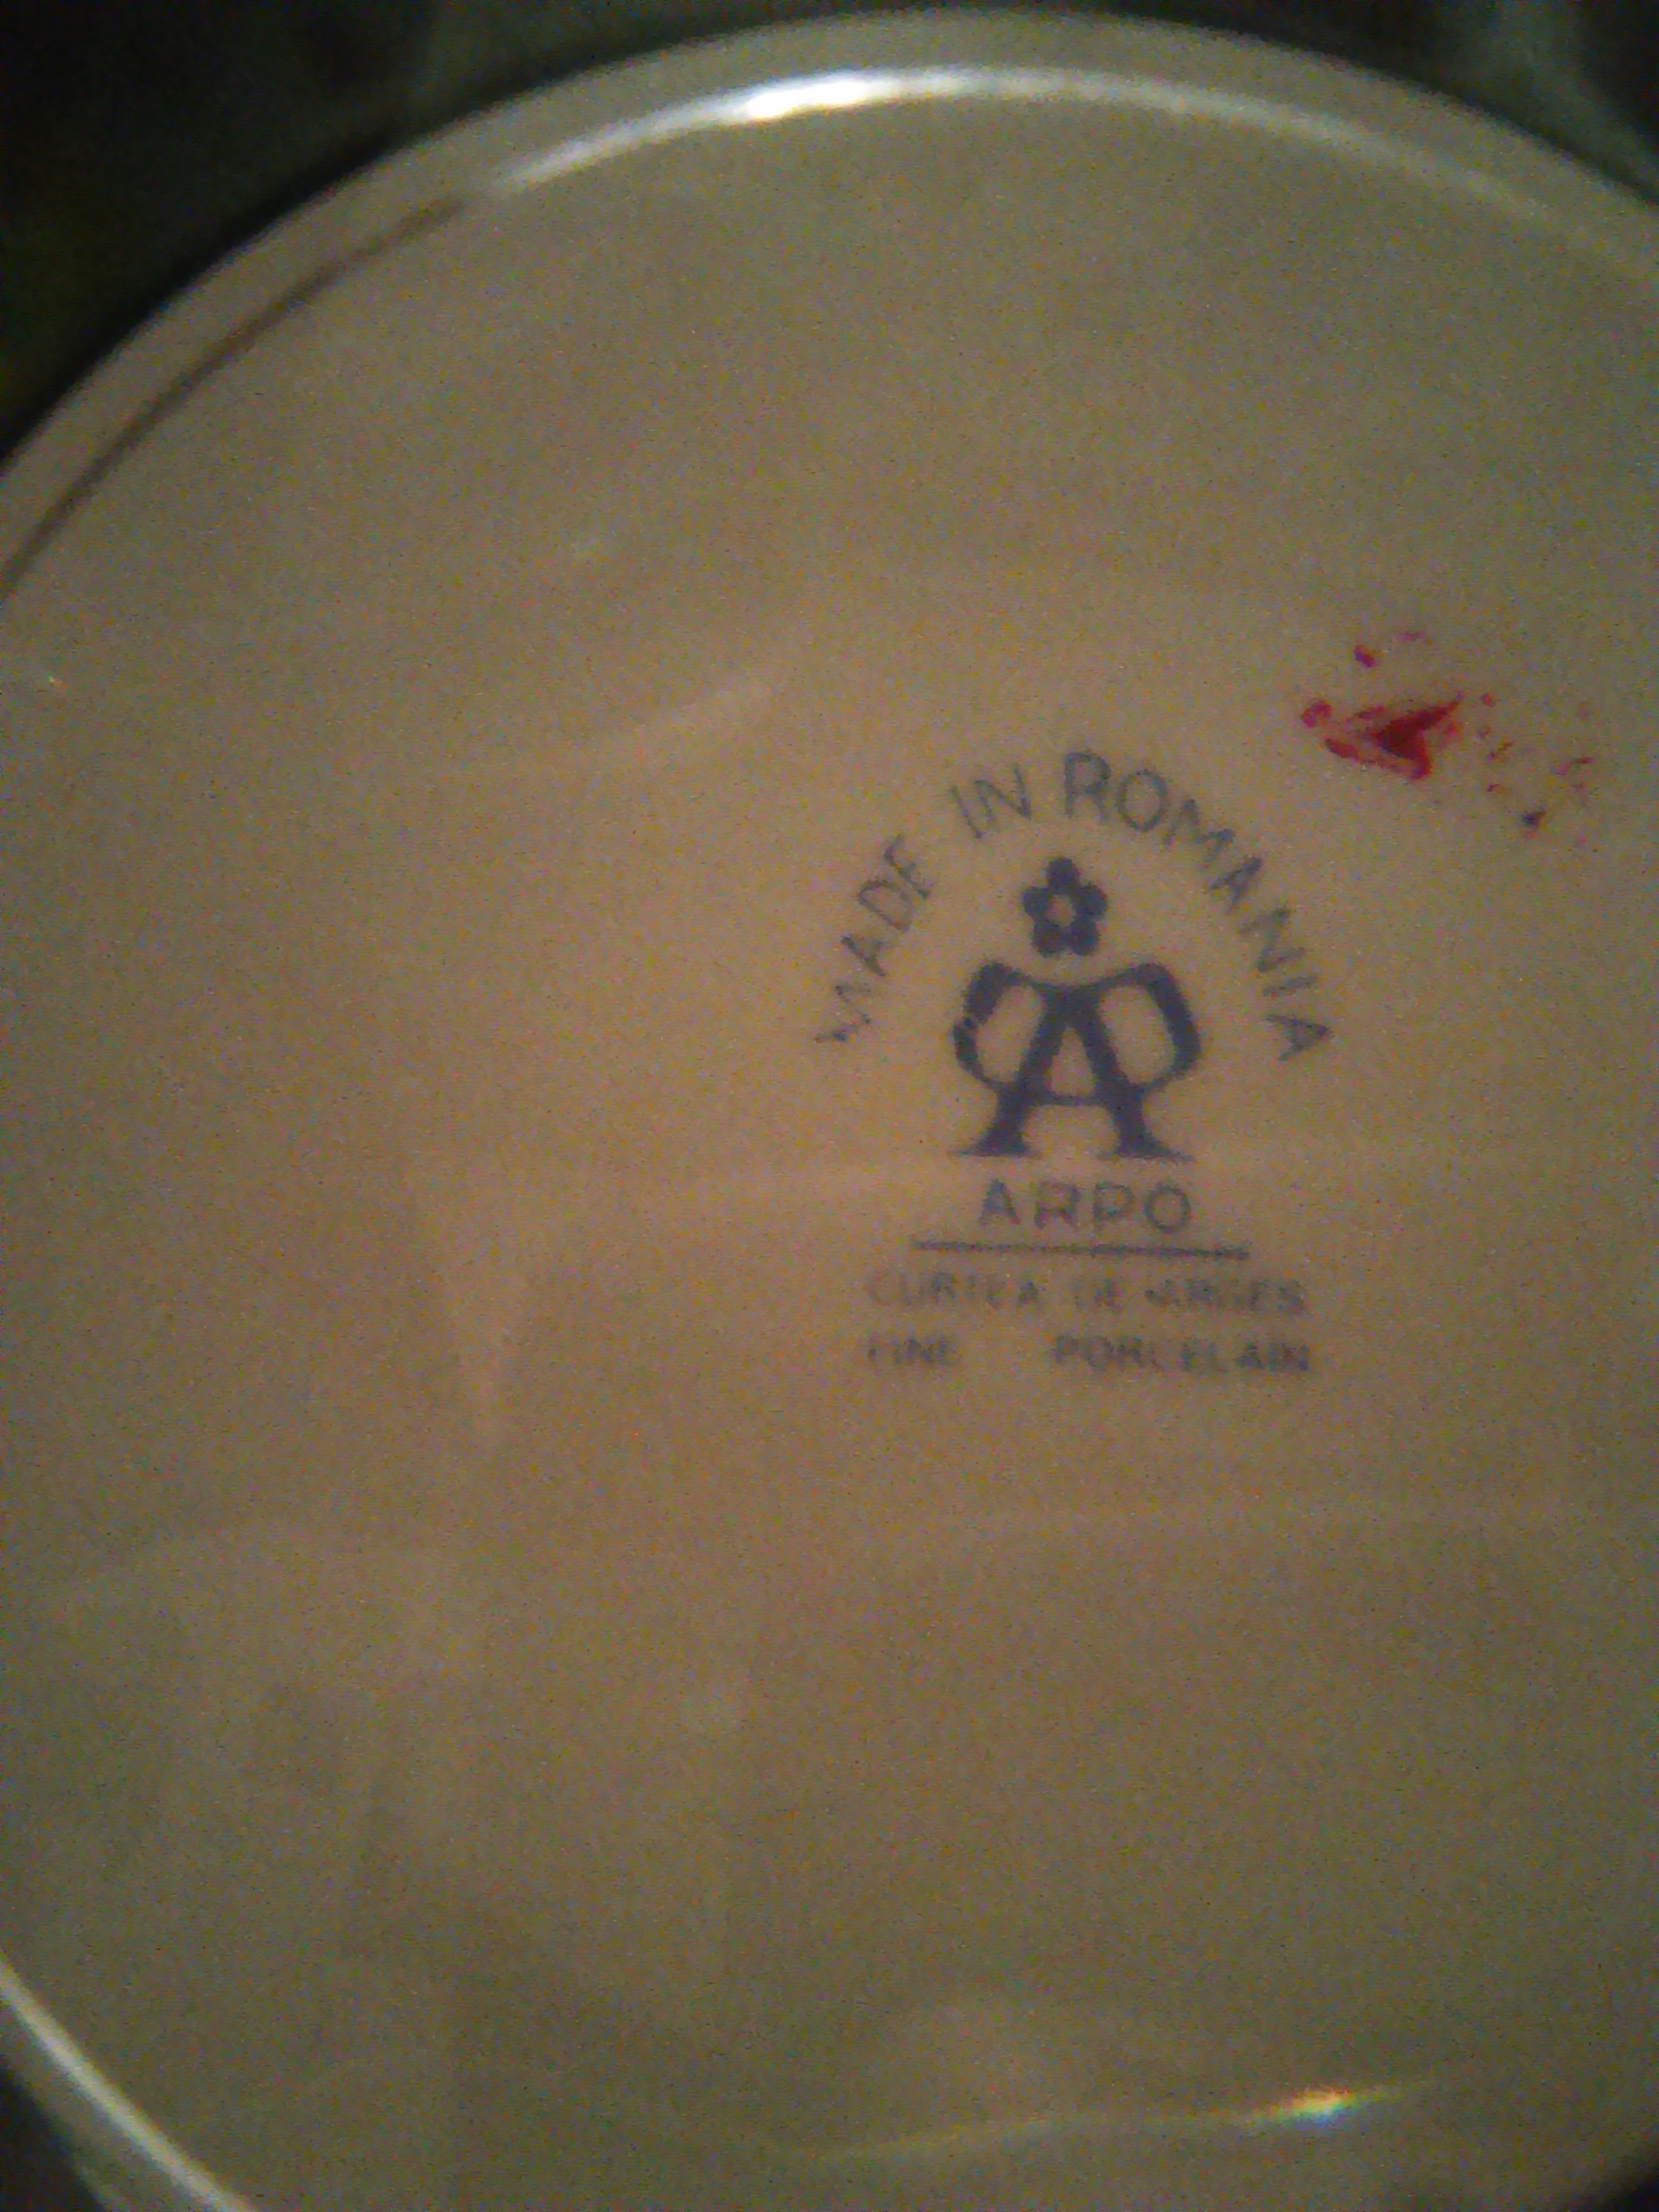 MADE IN ROMANIA
A
ARPO
CURTEA DE ARGES
FINE PORCELAIN